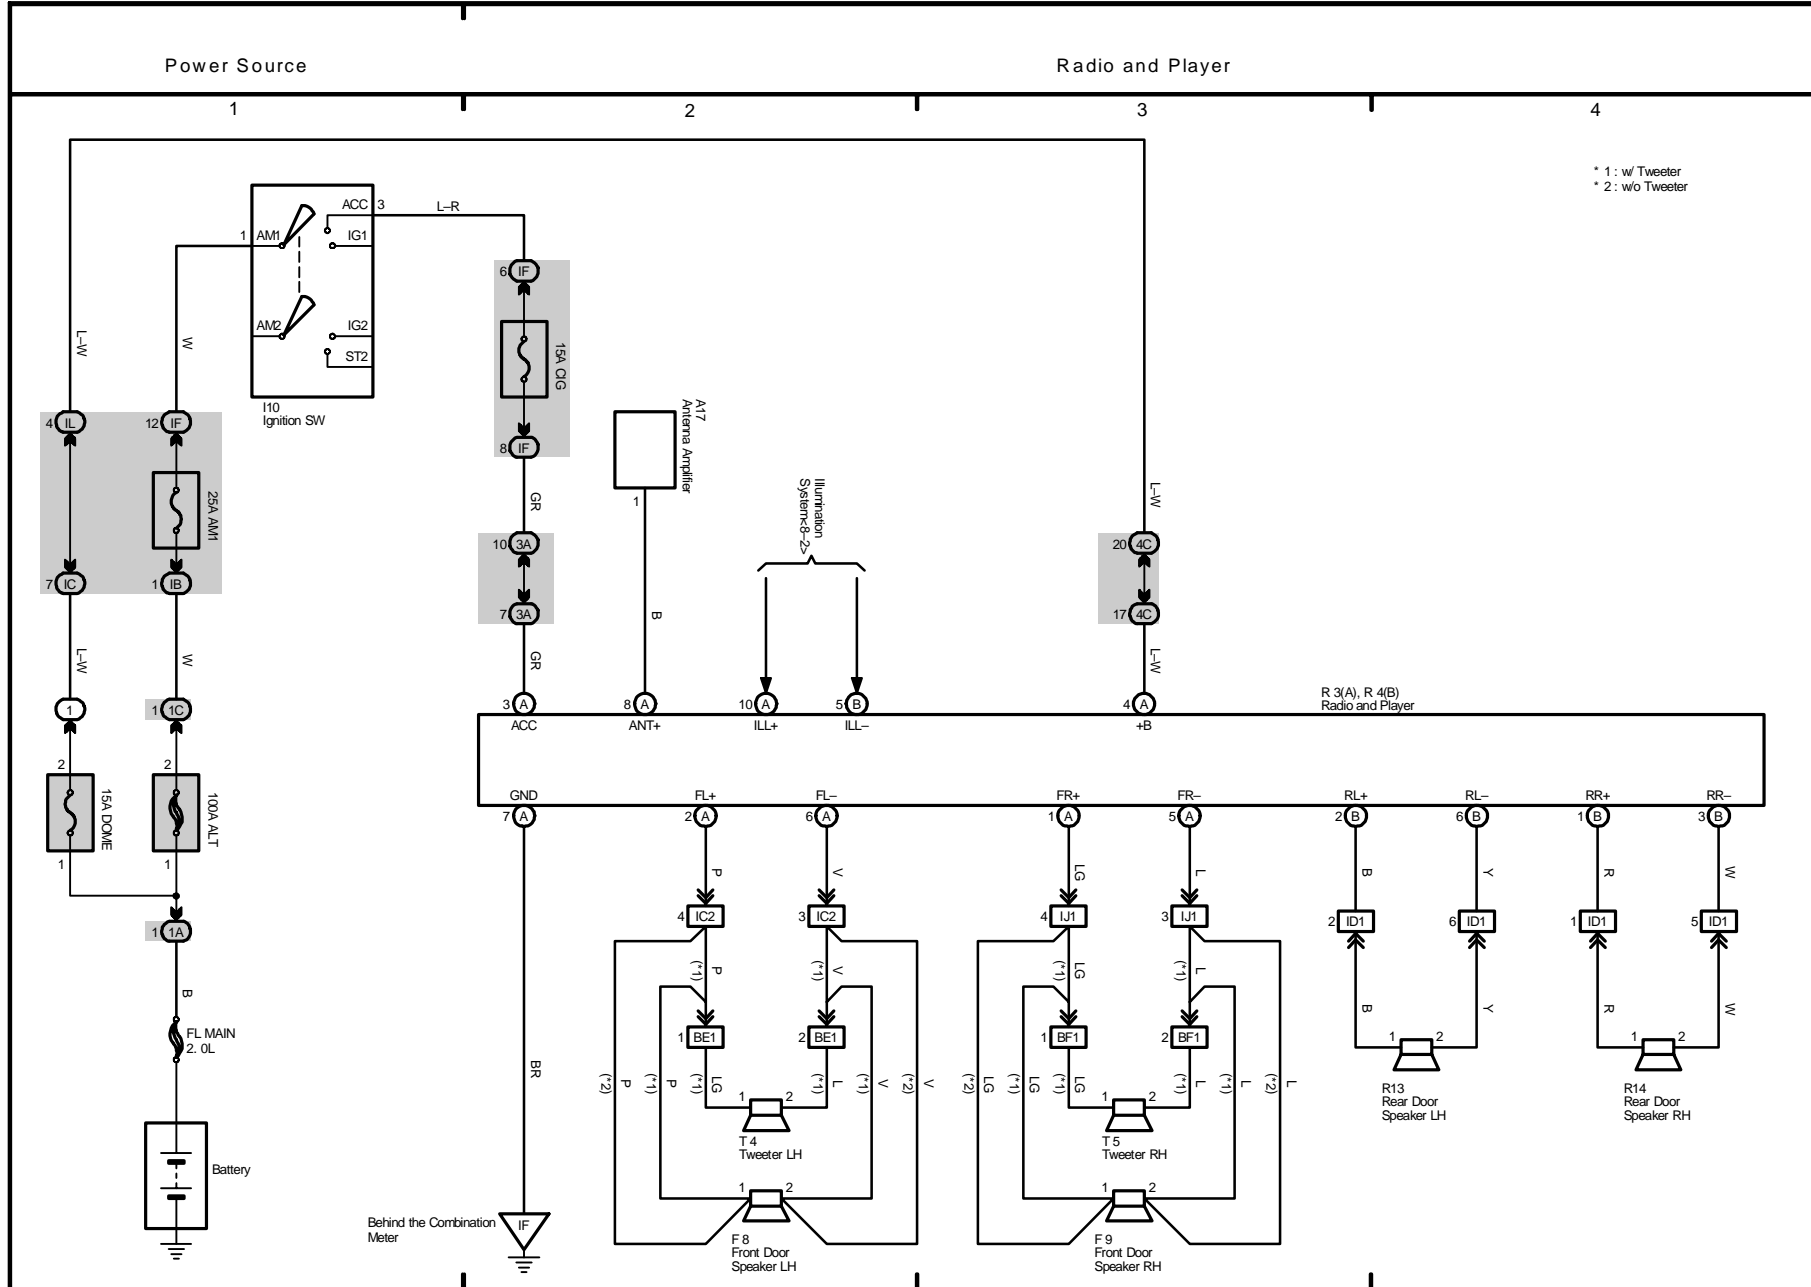 Power Source
Radio and Player
1
2
3
4
* 1 : w/ Tweeter
* 2 : w/o Tweeter
ACC 3
L–R
1 AM1
IG1
AM2
IG2
ST2
I10
Ignition SW
L–W
W
6 IF
15A CIG
8 IF
4 IL
12 IF
25A AM1
7 IC
1 IB
A17
Antenna Amplifier
1
GR
Illumination
System<8–2>
L–W
10 3A
20 4C
7 3A
17 4C
B
L–W
W
GR
L–W
1
1 1C
3 A
8 A
10 A
5 B
4 A
R 3(A), R 4(B)
Radio and Player
ACC
ANT+
ILL+
ILL–
+B
2
2
15A DOME
100A ALT
1
1
GND
FL+
FL–
FR+
FR–
RL+
RL–
RR+
RR–
7 A
2 A
6 A
1 A
5 A
2 B
6 B
1 B
3 B
P
V
LG
L
B
Y
R
W
1 1A
4 IC2
3 IC2
4 IJ1
3 IJ1
2 ID1
6 ID1
1 ID1
5 ID1
B
P
(*1)
V
(*1)
LG
(*1)
L
(*1)
B
Y
R
W
FL MAIN
2. 0L
1 BE1
2 BE1
1 BF1
2 BF1
1
2
1
2
BR
P
(*2)
P
(*1)
LG
(*1)
L
(*1)
V
(*1)
V
(*2)
LG
(*2)
LG
(*1)
LG
(*1)
L
(*1)
L
(*1)
L
(*2)
R13
Rear Door
Speaker LH
R14
Rear Door
Speaker RH
1
2
1
2
T 4
Tweeter LH
T 5
Tweeter RH
Battery
1
2
1
2
Behind the Combination
Meter
IF
F 8
Front Door
Speaker LH
F 9
Front Door
Speaker RH